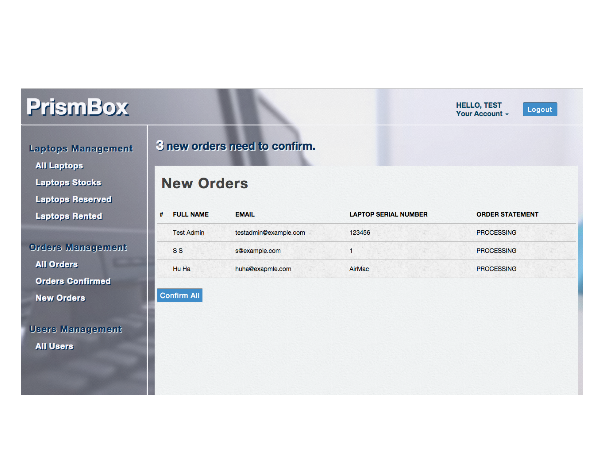 PrismBox
HELLO, TEST
Your Account
Logout
Laptops Management
All Laptops
Laptops Stocks
Laptops Reserved
Laptops Rented
Orders Management
All Orders
Orders Confirmed
New Orders
Users Management
All Users
3 new orders need to confirm.
New Orders
# FULL NAME EMAIL LAPTOP SERIAL NUMBER ORDER STATEMENT
Test Admin testadmin@example.com 123456 PROCESSING
S S s@example.com 1 PROCESSING
Hu Ha huha@exapmle.com AirMac PROCESSING
Confirm All